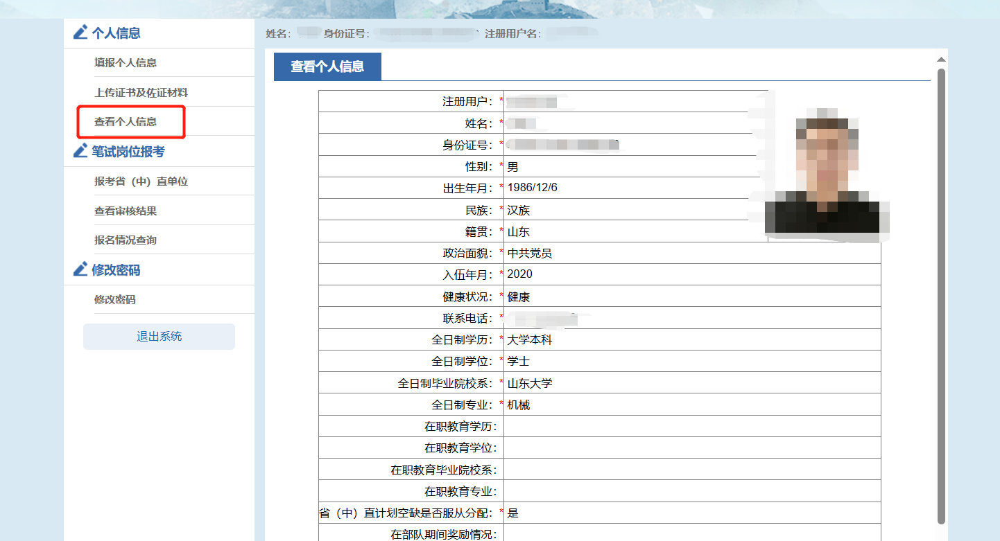 个人信息
填报个人信息
上传证书及佐证材料
查看个人信息
笔试岗位报考
报考省（中）直单位
查看审核结果
报名情况查询
修改密码
修改密码
退出系统
姓名： 身份证号： 注册用户名：
查看个人信息
注册用户：*
姓名：*
身份证号：*
性别：* 男
出生年月：* 1986/12/6
民族：* 汉族
籍贯：* 山东
政治面貌：* 中共党员
入伍年月：* 2020
健康状况：* 健康
联系电话：*
全日制学历：* 大学本科
全日制学位：* 学士
全日制毕业院校系：* 山东大学
全日制专业：* 机械
在职教育学历：
在职教育学位：
在职教育毕业院校系：
在职教育专业：
省（中）直计划空缺是否服从分配：* 是
在部队期间奖励情况：